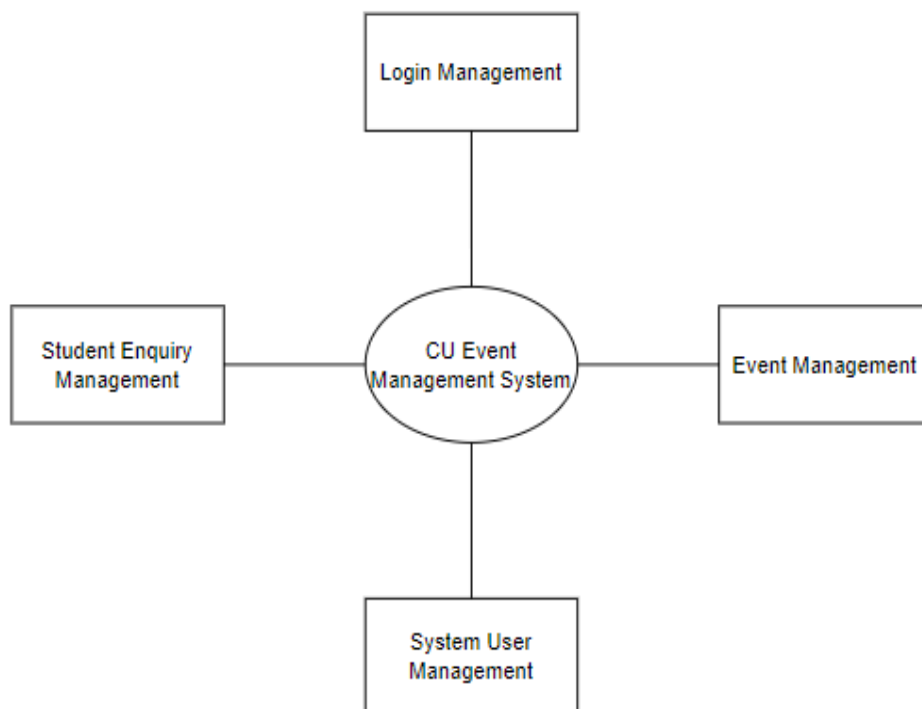 Login Management
Student Enquiry
Management
CU Event
Management System
Event Management
System User
Management